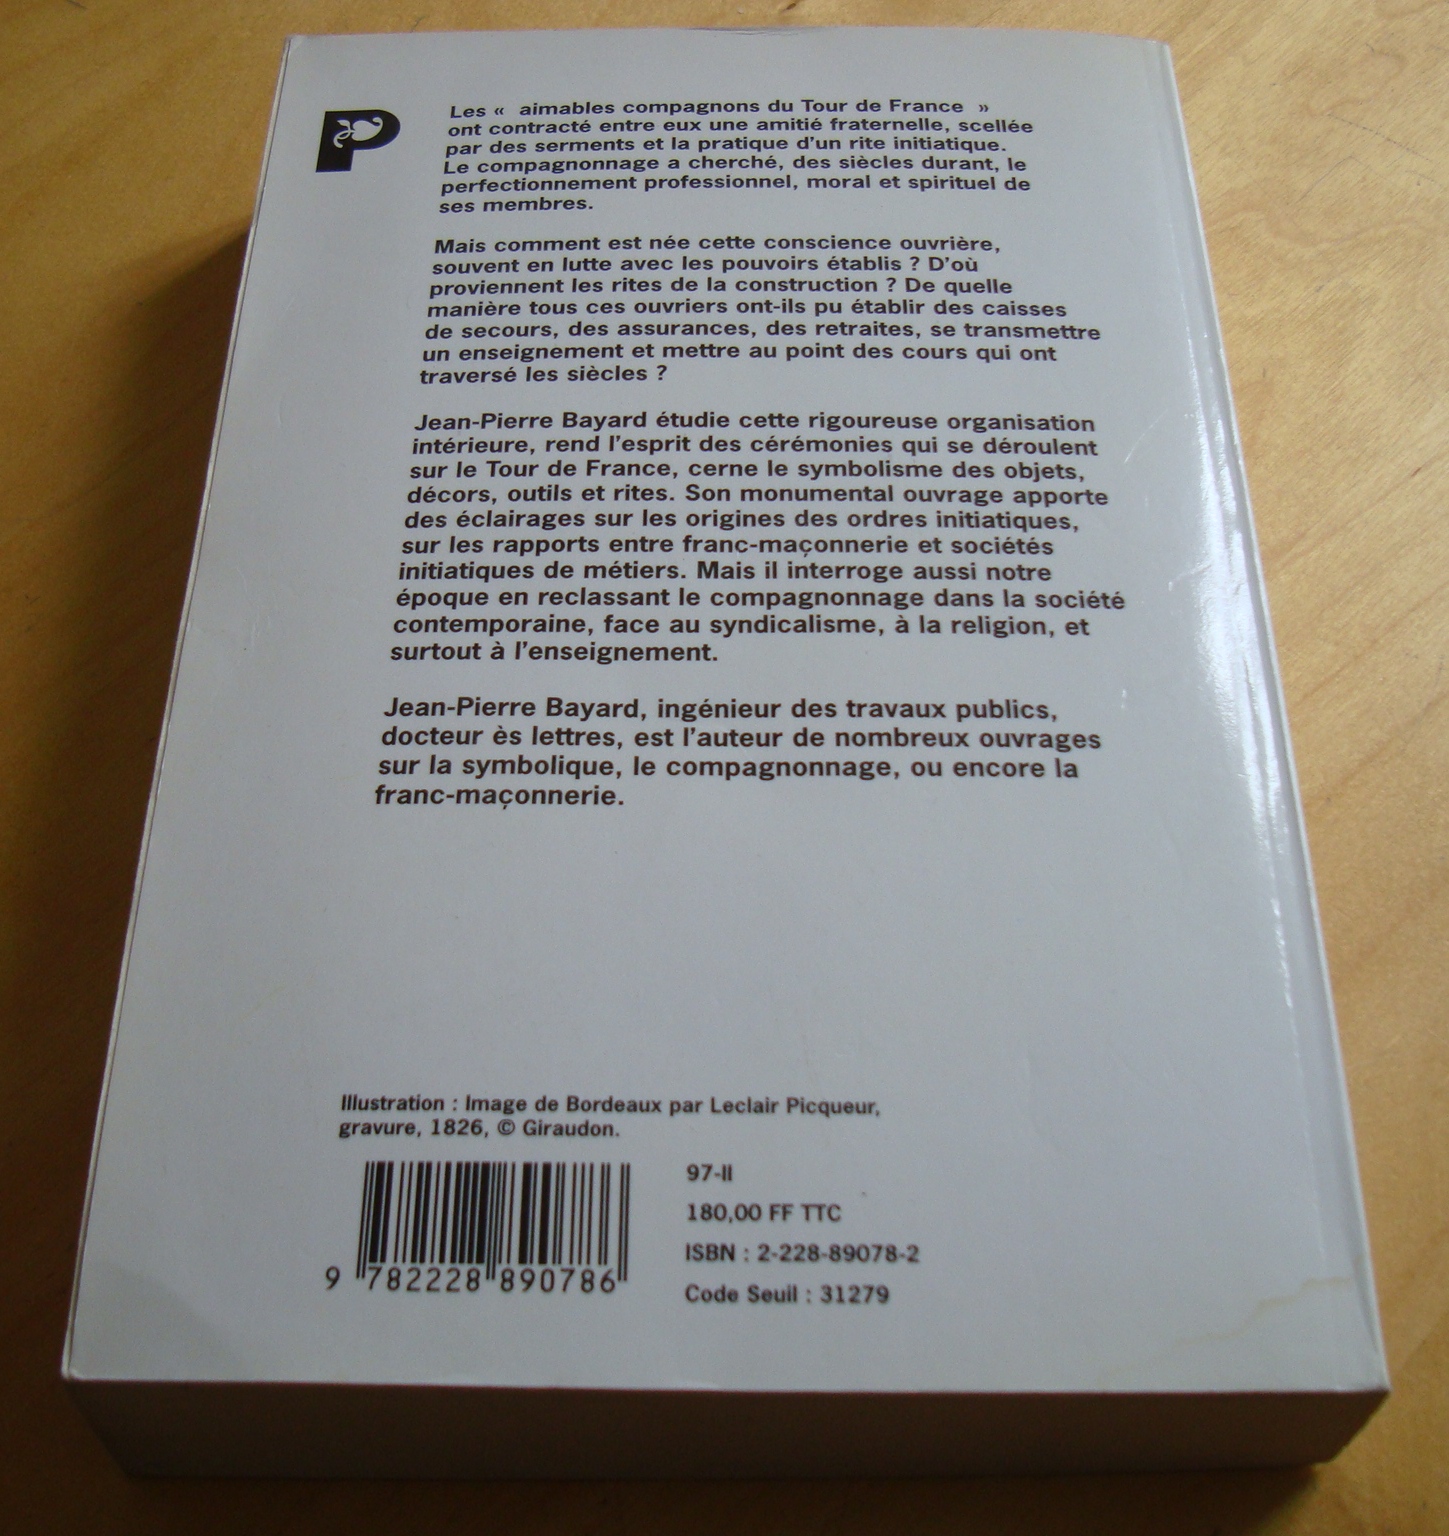 P
Les « aimables compagnons du Tour de France »
ont contracté entre eux une amitié fraternelle, scellée
par des serments et la pratique d'un rite initiatique.
Le compagnonnage a cherché, des siècles durant, le
perfectionnement professionnel, moral et spirituel de
ses membres.
Mais comment est née cette conscience ouvrière,
souvent en lutte avec les pouvoirs établis ? D'où
proviennent les rites de la construction ? De quelle
manière tous ces ouvriers ont-ils pu établir des caisses
de secours, des assurances, des retraites, se transmettre
un enseignement et mettre au point des cours qui ont
traversé les siècles ?
Jean-Pierre Bayard étudie cette rigoureuse organisation
intérieure, rend l'esprit des cérémonies qui se déroulent
sur le Tour de France, cerne le symbolisme des objets,
décors, outils et rites. Son monumental ouvrage apporte
des éclairages sur les origines des ordres initiatiques,
sur les rapports entre franc-maçonnerie et sociétés
initiatiques de métiers. Mais il interroge aussi notre
époque en reclassant le compagnonnage dans la société
contemporaine, face au syndicalisme, à la religion, et
surtout à l'enseignement.
Jean-Pierre Bayard, ingénieur des travaux publics,
docteur ès lettres, est l'auteur de nombreux ouvrages
sur la symbolique, le compagnonnage, ou encore la
franc-maçonnerie.
Illustration : Image de Bordeaux par Leclair Picqueur,
gravure, 1826, © Giraudon.
97-II
180,00 FF TTC
ISBN : 2-228-89078-2
Code Seuil : 31279
9 782228 890786